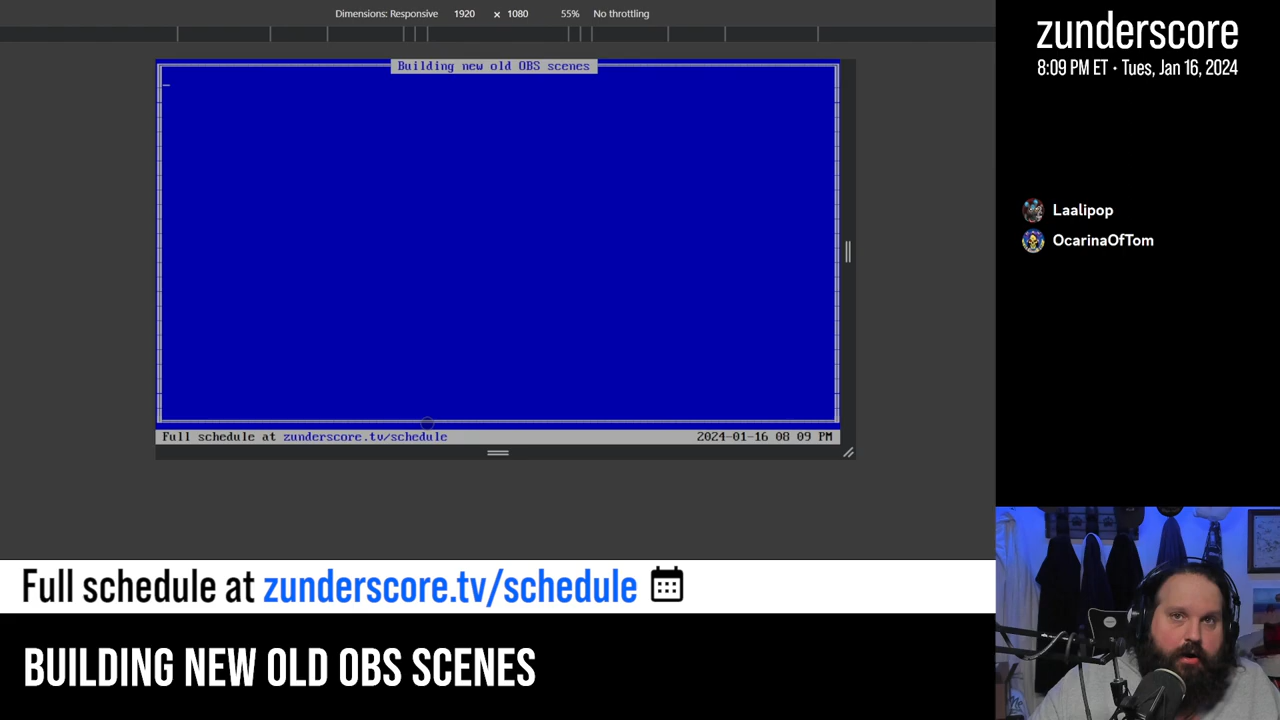 Dimensions: Responsive 1920 × 1080 55% No throttling
Building new old OBS scenes
Full schedule at zunderscore.tv/schedule 2024-01-16 08 09 PM
zunderscore
8:09 PM ET • Tues, Jan 16, 2024
Laalipop
OcarinaOfTom
Full schedule at zunderscore.tv/schedule
BUILDING NEW OLD OBS SCENES